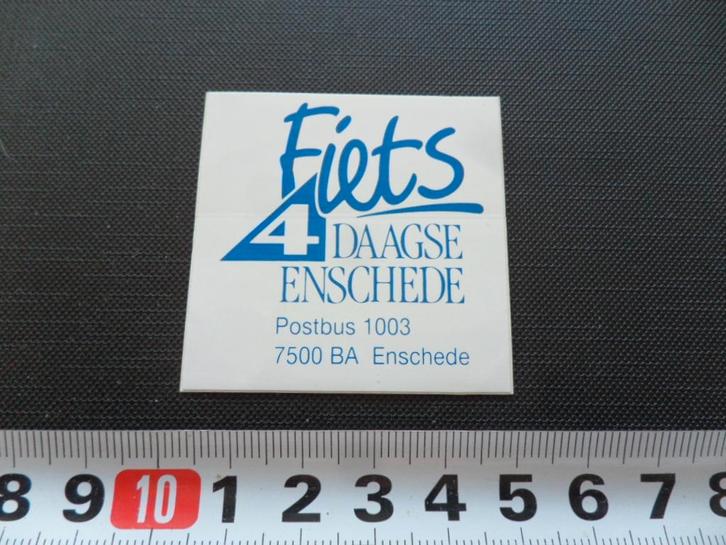 Fiets
4 DAAGSE
ENSCHEDE
Postbus 1003
7500 BA Enschede
8 9 10 1 2 3 4 5 6 7 8